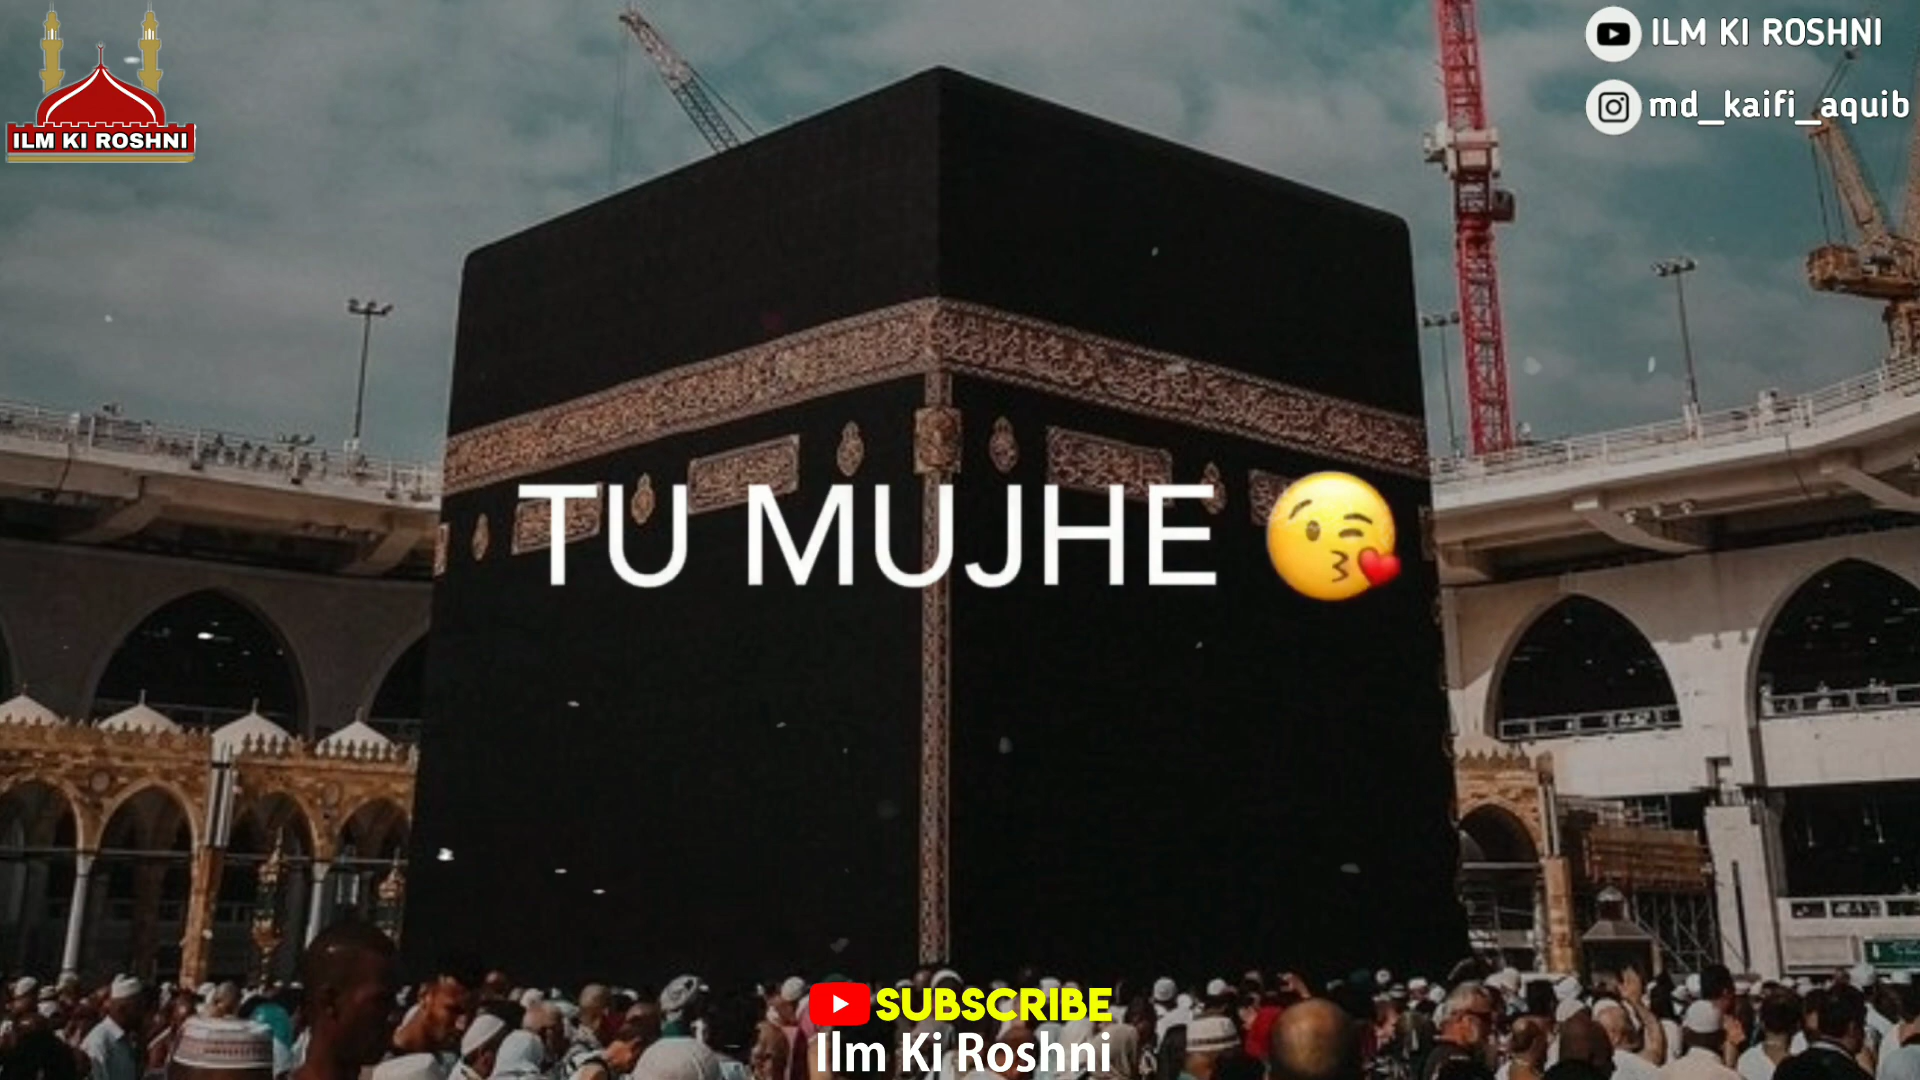 ILM KI ROSHNI
ILM KI ROSHNI
md_kaifi_aquib
TU MUJHE 😘
SUBSCRIBE
Ilm Ki Roshni